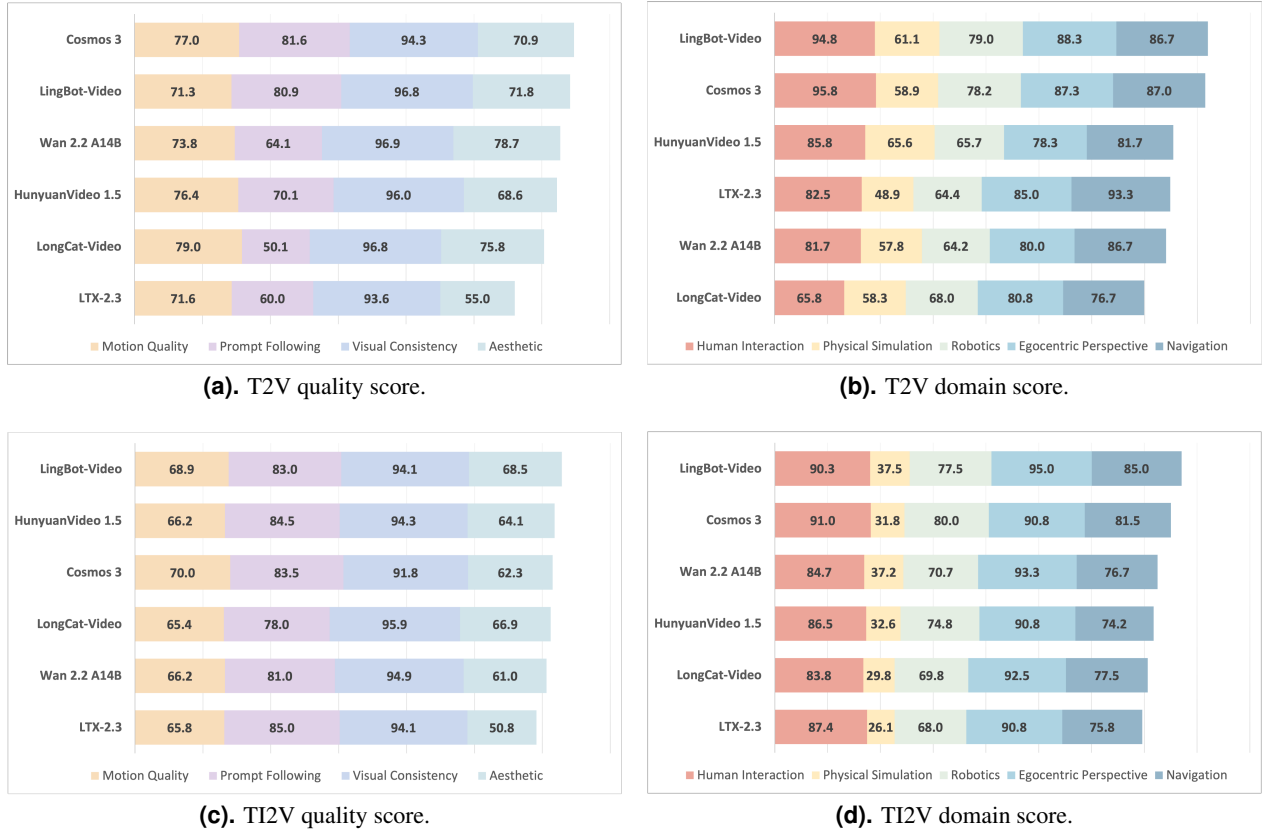 Cosmos 3 77.0 81.6 94.3 70.9
LingBot-Video 71.3 80.9 96.8 71.8
Wan 2.2 A14B 73.8 64.1 96.9 78.7
HunyuanVideo 1.5 76.4 70.1 96.0 68.6
LongCat-Video 79.0 50.1 96.8 75.8
LTX-2.3 71.6 60.0 93.6 55.0
Motion Quality Prompt Following Visual Consistency Aesthetic
(a). T2V quality score.
LingBot-Video 94.8 61.1 79.0 88.3 86.7
Cosmos 3 95.8 58.9 78.2 87.3 87.0
HunyuanVideo 1.5 85.8 65.6 65.7 78.3 81.7
LTX-2.3 82.5 48.9 64.4 85.0 93.3
Wan 2.2 A14B 81.7 57.8 64.2 80.0 86.7
LongCat-Video 65.8 58.3 68.0 80.8 76.7
Human Interaction Physical Simulation Robotics Egocentric Perspective Navigation
(b). T2V domain score.
LingBot-Video 68.9 83.0 94.1 68.5
HunyuanVideo 1.5 66.2 84.5 94.3 64.1
Cosmos 3 70.0 83.5 91.8 62.3
LongCat-Video 65.4 78.0 95.9 66.9
Wan 2.2 A14B 66.2 81.0 94.9 61.0
LTX-2.3 65.8 85.0 94.1 50.8
Motion Quality Prompt Following Visual Consistency Aesthetic
(c). TI2V quality score.
LingBot-Video 90.3 37.5 77.5 95.0 85.0
Cosmos 3 91.0 31.8 80.0 90.8 81.5
Wan 2.2 A14B 84.7 37.2 70.7 93.3 76.7
HunyuanVideo 1.5 86.5 32.6 74.8 90.8 74.2
LongCat-Video 83.8 29.8 69.8 92.5 77.5
LTX-2.3 87.4 26.1 68.0 90.8 75.8
Human Interaction Physical Simulation Robotics Egocentric Perspective Navigation
(d). TI2V domain score.